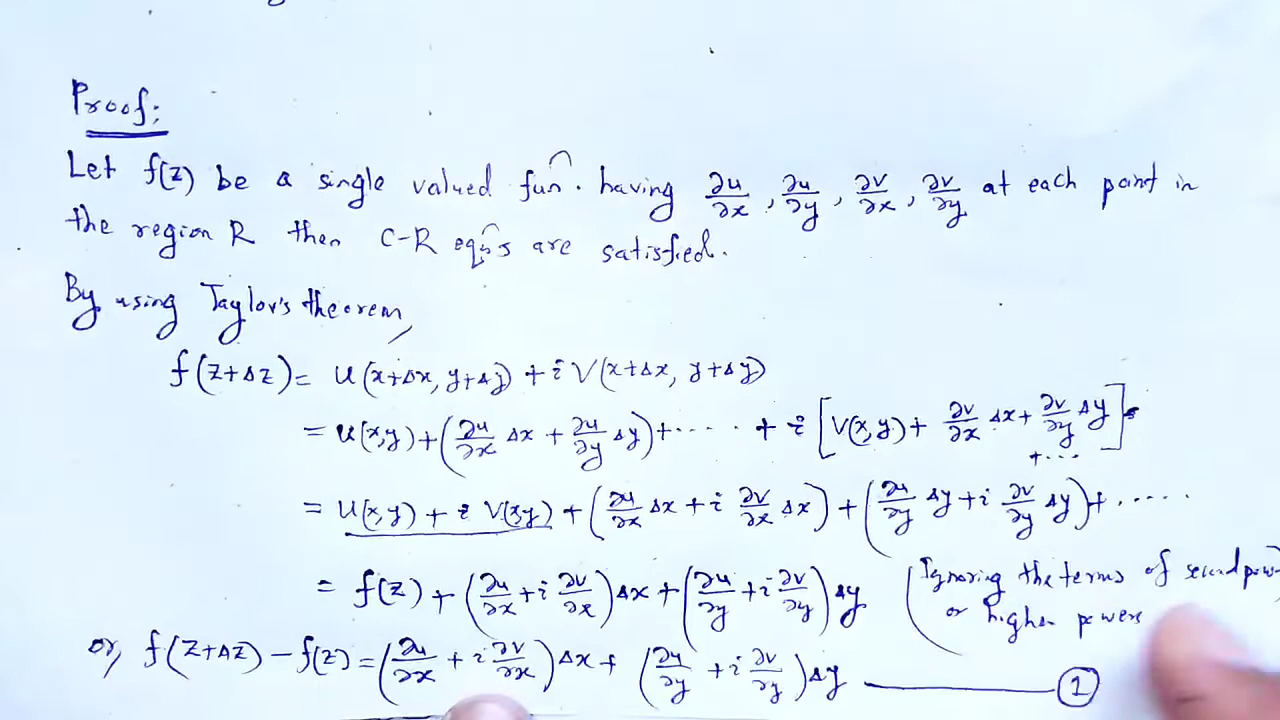 Proof:
Let f(z) be a single valued fun. having ∂u/∂x, ∂u/∂y, ∂v/∂x, ∂v/∂y at each point in
the region R then C-R eqns are satisfied.
By using Taylor's theorem,
f(z+Δz) = u(x+Δx, y+Δy) + i v(x+Δx, y+Δy)
= u(x,y) + (∂u/∂x Δx + ∂u/∂y Δy) + ..... + i [v(x,y) + ∂v/∂x Δx + ∂v/∂y Δy + ...]
= u(x,y) + i v(x,y) + (∂u/∂x Δx + i ∂v/∂x Δx) + (∂u/∂y Δy + i ∂v/∂y Δy) + .....
= f(z) + (∂u/∂x + i ∂v/∂x) Δx + (∂u/∂y + i ∂v/∂y) Δy (Ignoring the terms of second
or higher powers
or, f(z+Δz) - f(z) = (∂u/∂x + i ∂v/∂x) Δx + (∂u/∂y + i ∂v/∂y) Δy — 1